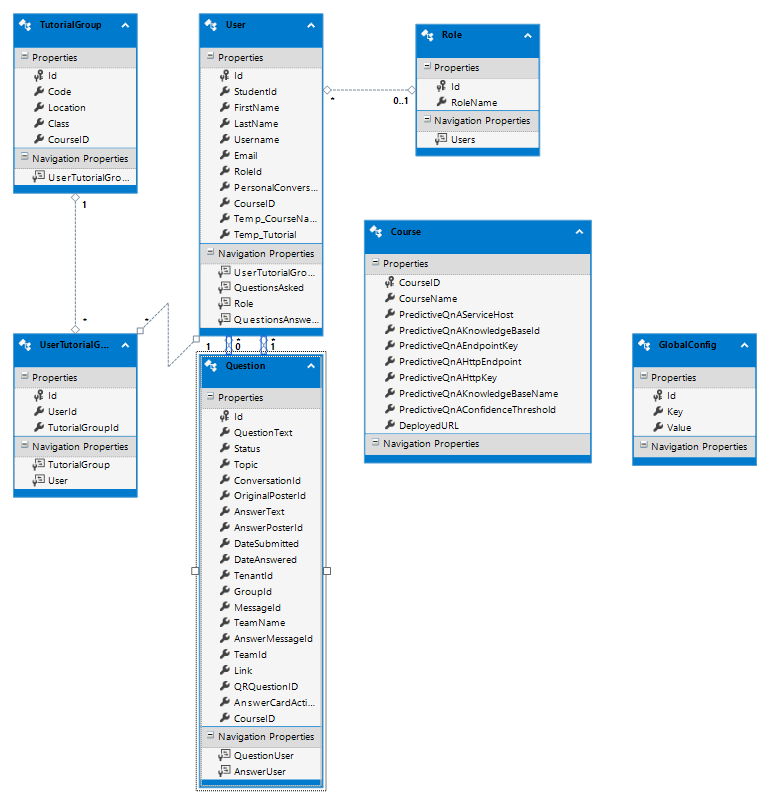 TutorialGroup
Properties
Id
Code
Location
Class
CourseID
Navigation Properties
UserTutorialGro...
1
*
UserTutorialG...
Properties
Id
UserId
TutorialGroupId
Navigation Properties
TutorialGroup
User
*
1
User
Properties
Id
StudentId
FirstName
LastName
Username
Email
RoleId
PersonalConvers...
CourseID
Temp_CourseNa...
Temp_Tutorial
Navigation Properties
UserTutorialGro...
QuestionsAsked
Role
QuestionsAnswe...
*
0..1
Role
Properties
Id
RoleName
Navigation Properties
Users
Question
Properties
Id
QuestionText
Status
Topic
ConversationId
OriginalPosterId
AnswerText
AnswerPosterId
DateSubmitted
DateAnswered
TenantId
GroupId
MessageId
TeamName
AnswerMessageId
TeamId
Link
QRQuestionID
AnswerCardActi...
CourseID
Navigation Properties
QuestionUser
AnswerUser
Course
Properties
CourseID
CourseName
PredictiveQnAServiceHost
PredictiveQnAKnowledgeBaseId
PredictiveQnAEndpointKey
PredictiveQnAHttpEndpoint
PredictiveQnAHttpKey
PredictiveQnAKnowledgeBaseName
PredictiveQnAConfidenceThreshold
DeployedURL
Navigation Properties
GlobalConfig
Properties
Id
Key
Value
Navigation Properties